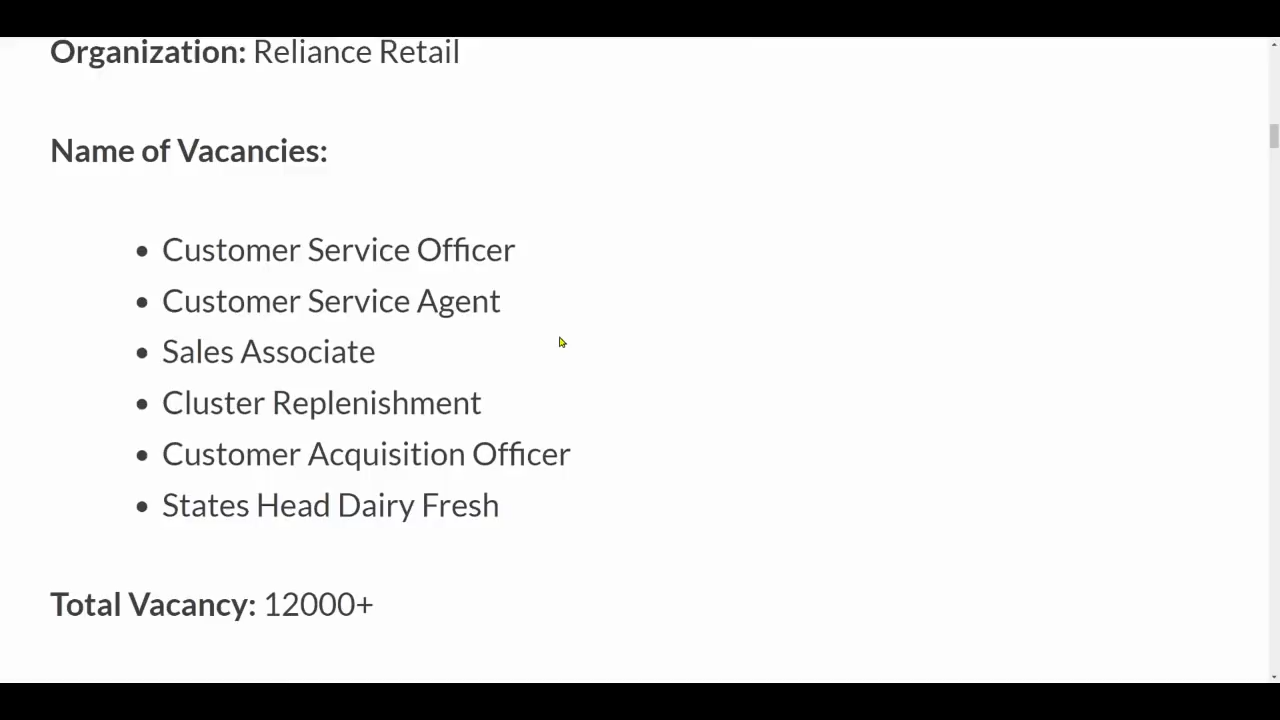 Organization: Reliance Retail
Name of Vacancies:
Customer Service Officer
Customer Service Agent
Sales Associate
Cluster Replenishment
Customer Acquisition Officer
States Head Dairy Fresh
Total Vacancy: 12000+